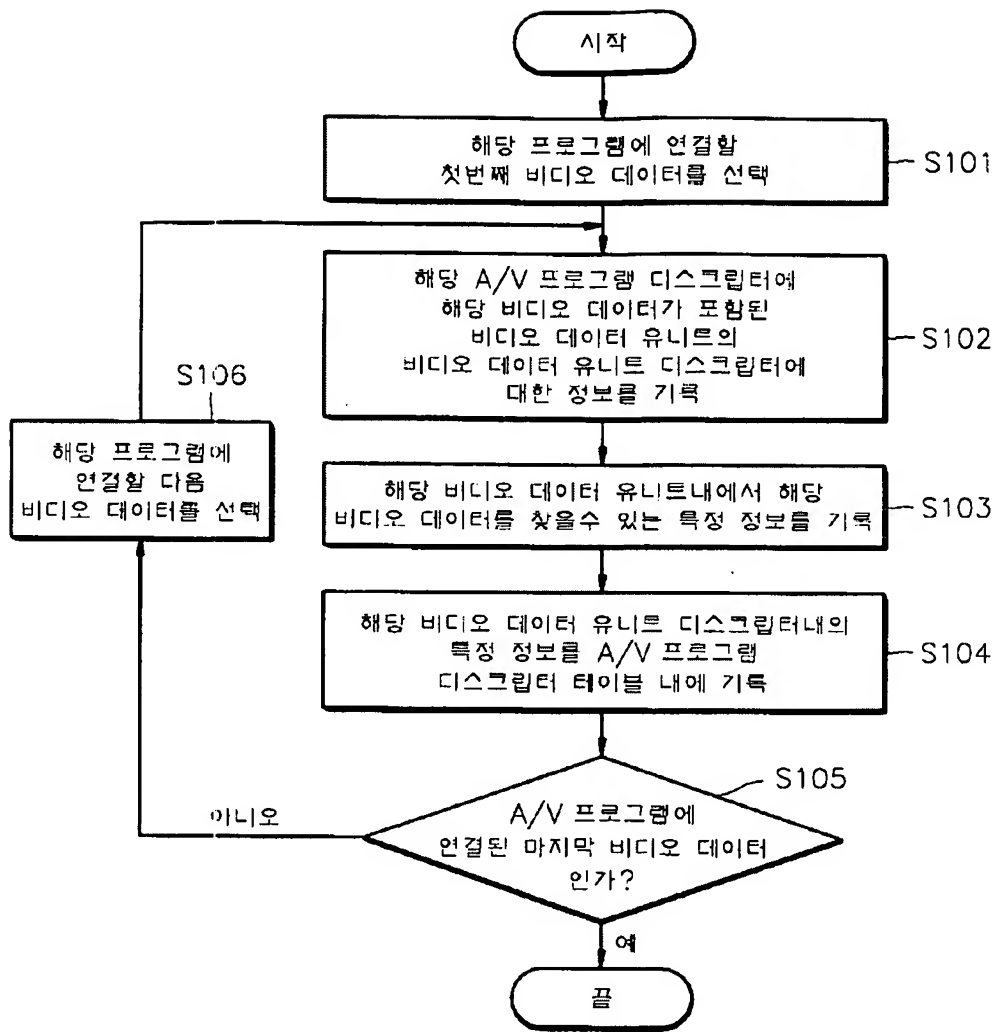 시작
해당 프로그램에 연결할
첫번째 비디오 데이터를 선택
S101
해당 A/V 프로그램 디스크립터에
해당 비디오 데이터가 포함된
비디오 데이터 유니트의
비디오 데이터 유니트 디스크립터에
대한 정보를 기록
S102
S106
해당 프로그램에
연결할 다음
비디오 데이터를 선택
해당 비디오 데이터 유니트내에서 해당
비디오 데이터를 찾을수 있는 특정 정보를 기록
S103
해당 비디오 데이터 유니트 디스크립터내의
특정 정보를 A/V 프로그램
디스크립터 테이블 내에 기록
S104
S105
A/V 프로그램에
연결된 마지막 비디오 데이터
인가?
아니오
예
끝